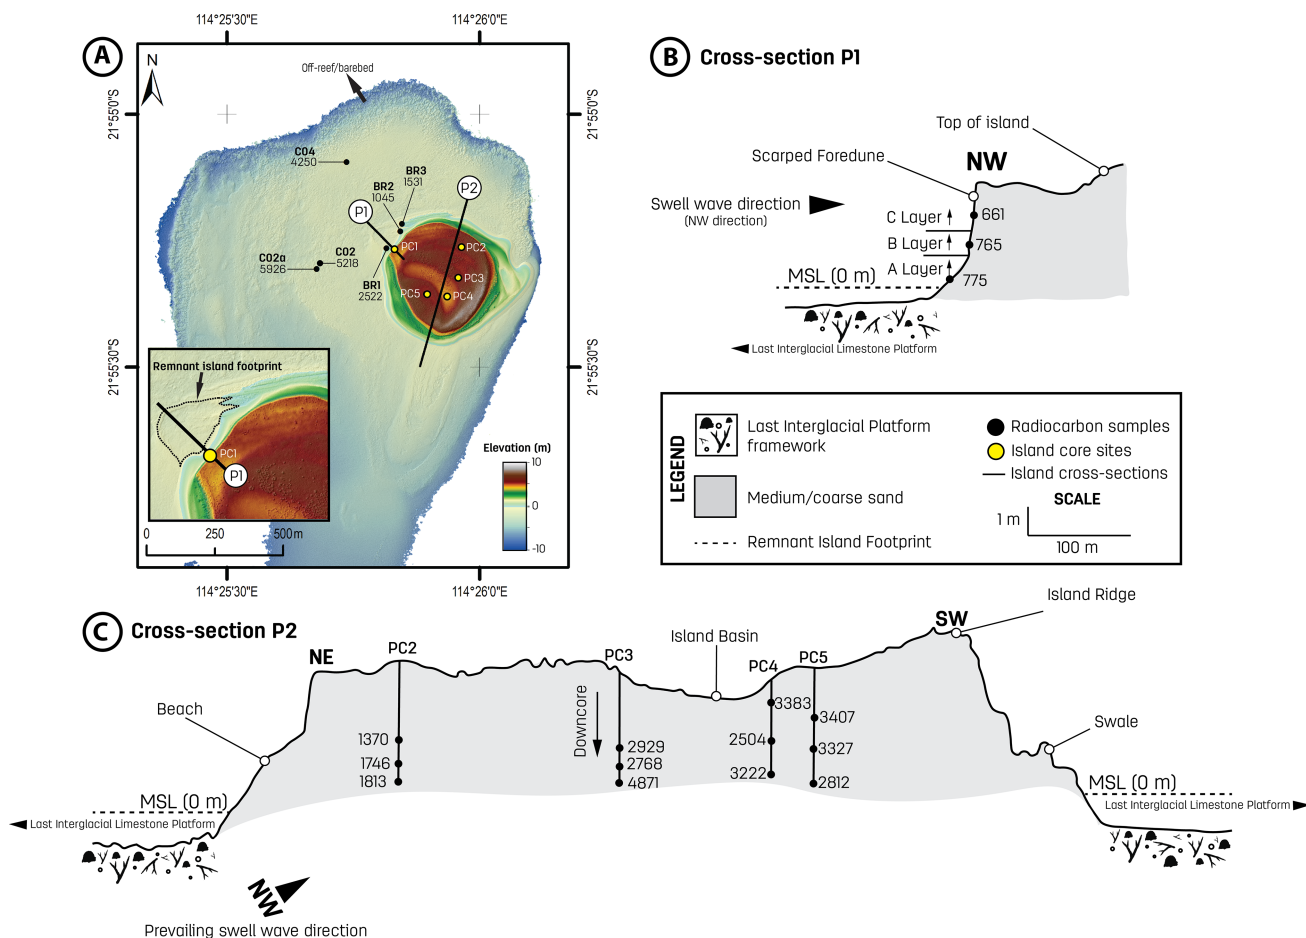 A
114°25'30"E
114°26'0"E
N
Off-reef/barebed
21°55'0"S
21°55'0"S
C04
4250
BR3
1531
BR2
1045
P1
P2
PC1
PC2
C02
5218
C02a
5926
BR1
2522
PC3
PC5
PC4
21°55'30"S
21°55'30"S
Remnant island footprint
PC1
P1
Elevation (m)
10
0
-10
0
250
500 m
114°25'30"E
114°26'0"E
B
Cross-section P1
Top of island
Scarped Foredune
NW
Swell wave direction
(NW direction)
C Layer
661
B Layer
765
A Layer
775
MSL (0 m)
Last Interglacial Limestone Platform
LEGEND
Last Interglacial Platform
framework
Medium/coarse sand
Remnant Island Footprint
Radiocarbon samples
Island core sites
Island cross-sections
SCALE
1 m
100 m
C
Cross-section P2
Island Ridge
SW
Island Basin
NE
PC2
PC3
PC4
PC5
Beach
Downcore
Swale
1370
1746
1813
2929
2768
4871
3383
2504
3222
3407
3327
2812
MSL (0 m)
Last Interglacial Limestone Platform
MSL (0 m)
Last Interglacial Limestone Platform
NW
Prevailing swell wave direction